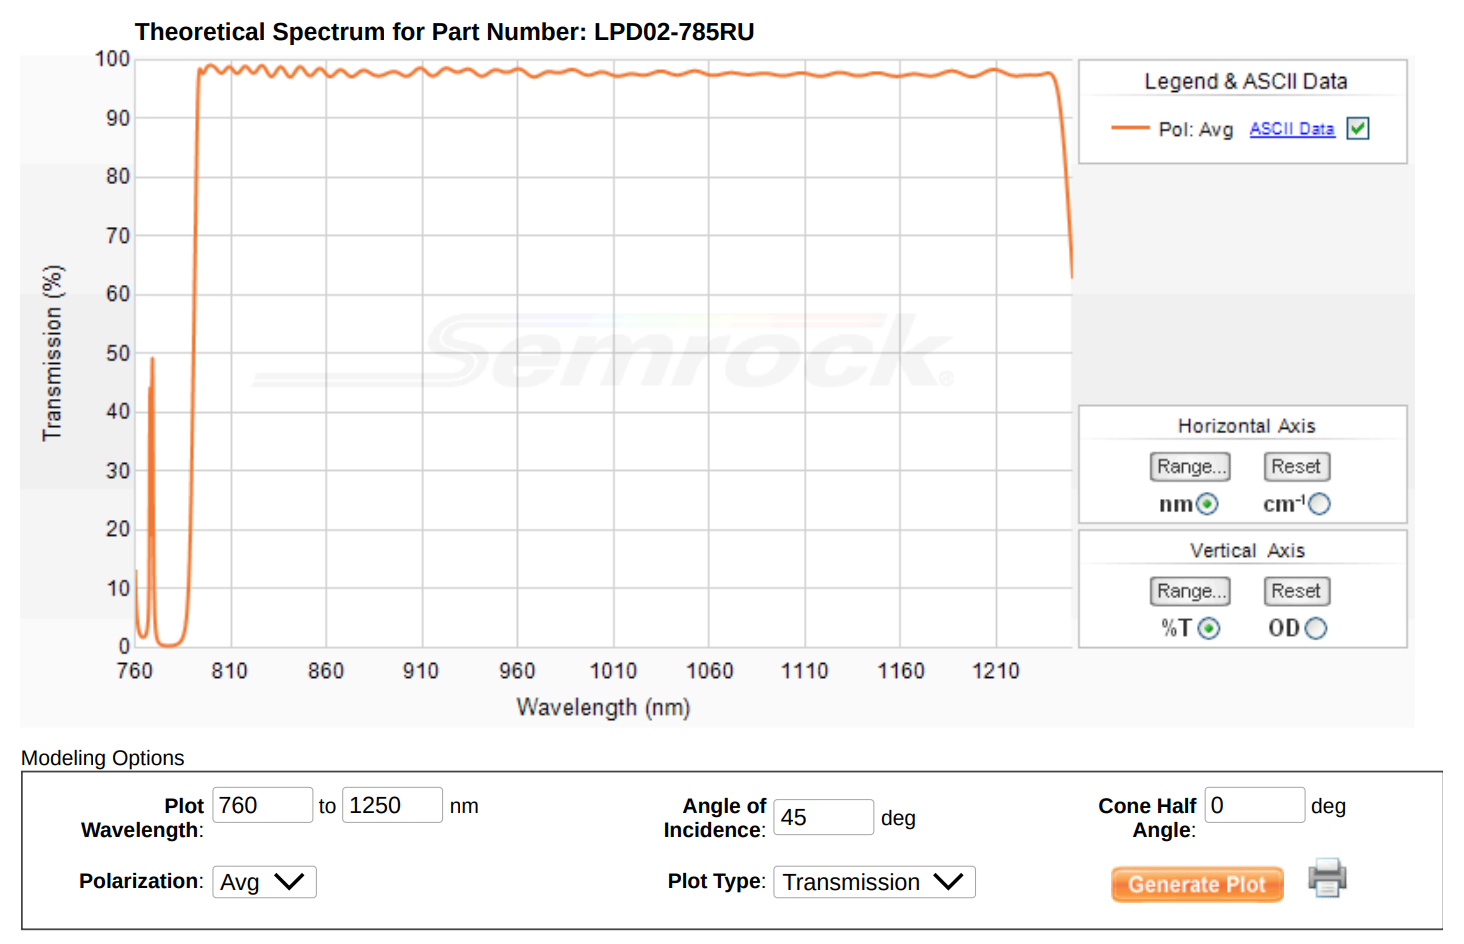 Theoretical Spectrum for Part Number: LPD02-785RU
100
90
80
70
60
50
40
30
20
10
0
Transmission (%)
760 810 860 910 960 1010 1060 1110 1160 1210
Wavelength (nm)
Semrock®
Legend & ASCII Data
Pol: Avg ASCII Data
Horizontal Axis
Range... Reset
nm cm-1
Vertical Axis
Range... Reset
%T OD
Modeling Options
Plot Wavelength: 760 to 1250 nm
Angle of Incidence: 45 deg
Cone Half Angle: 0 deg
Polarization: Avg
Plot Type: Transmission
Generate Plot